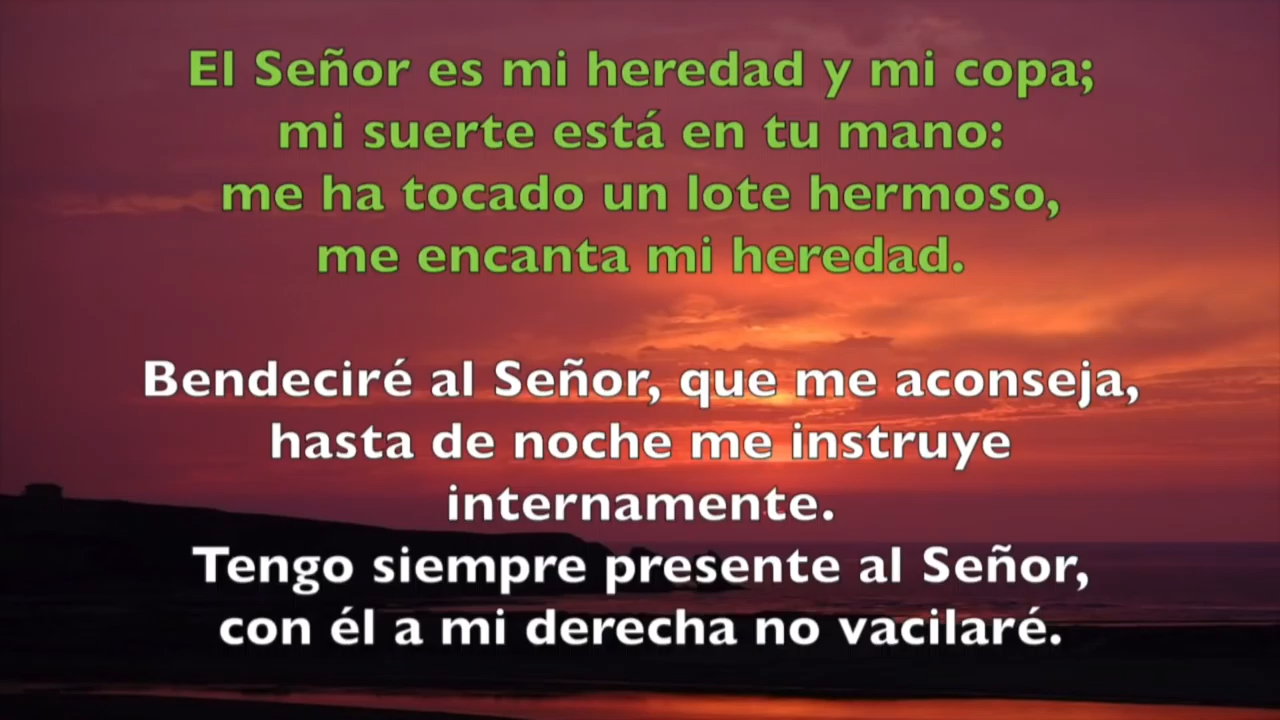 El Señor es mi heredad y mi copa;
mi suerte está en tu mano:
me ha tocado un lote hermoso,
me encanta mi heredad.
Bendeciré al Señor, que me aconseja,
hasta de noche me instruye
internamente.
Tengo siempre presente al Señor,
con él a mi derecha no vacilaré.